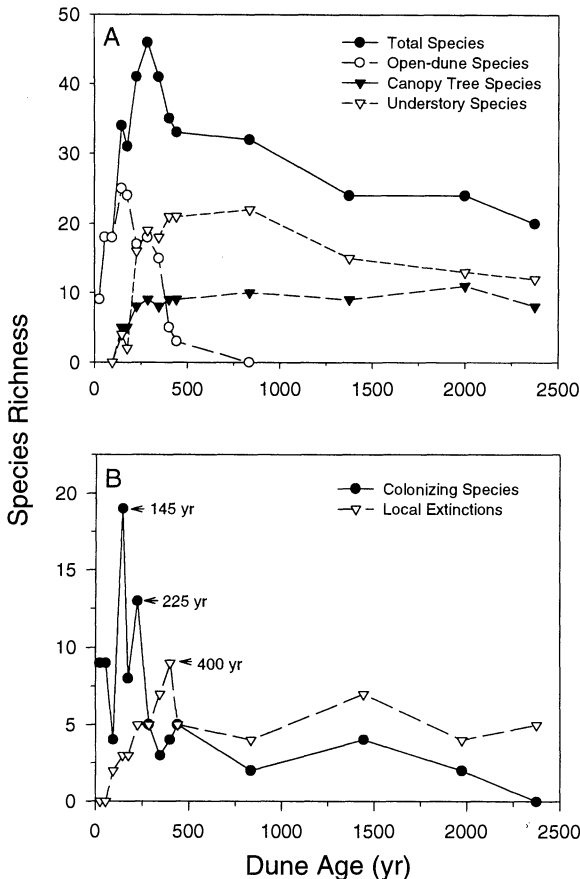 50
A
Total Species
Open-dune Species
Canopy Tree Species
Understory Species
40
30
20
10
0
0 500 1000 1500 2000 2500
Species Richness
B
Colonizing Species
Local Extinctions
20
145 yr
15
225 yr
10
400 yr
5
0
0 500 1000 1500 2000 2500
Dune Age (yr)